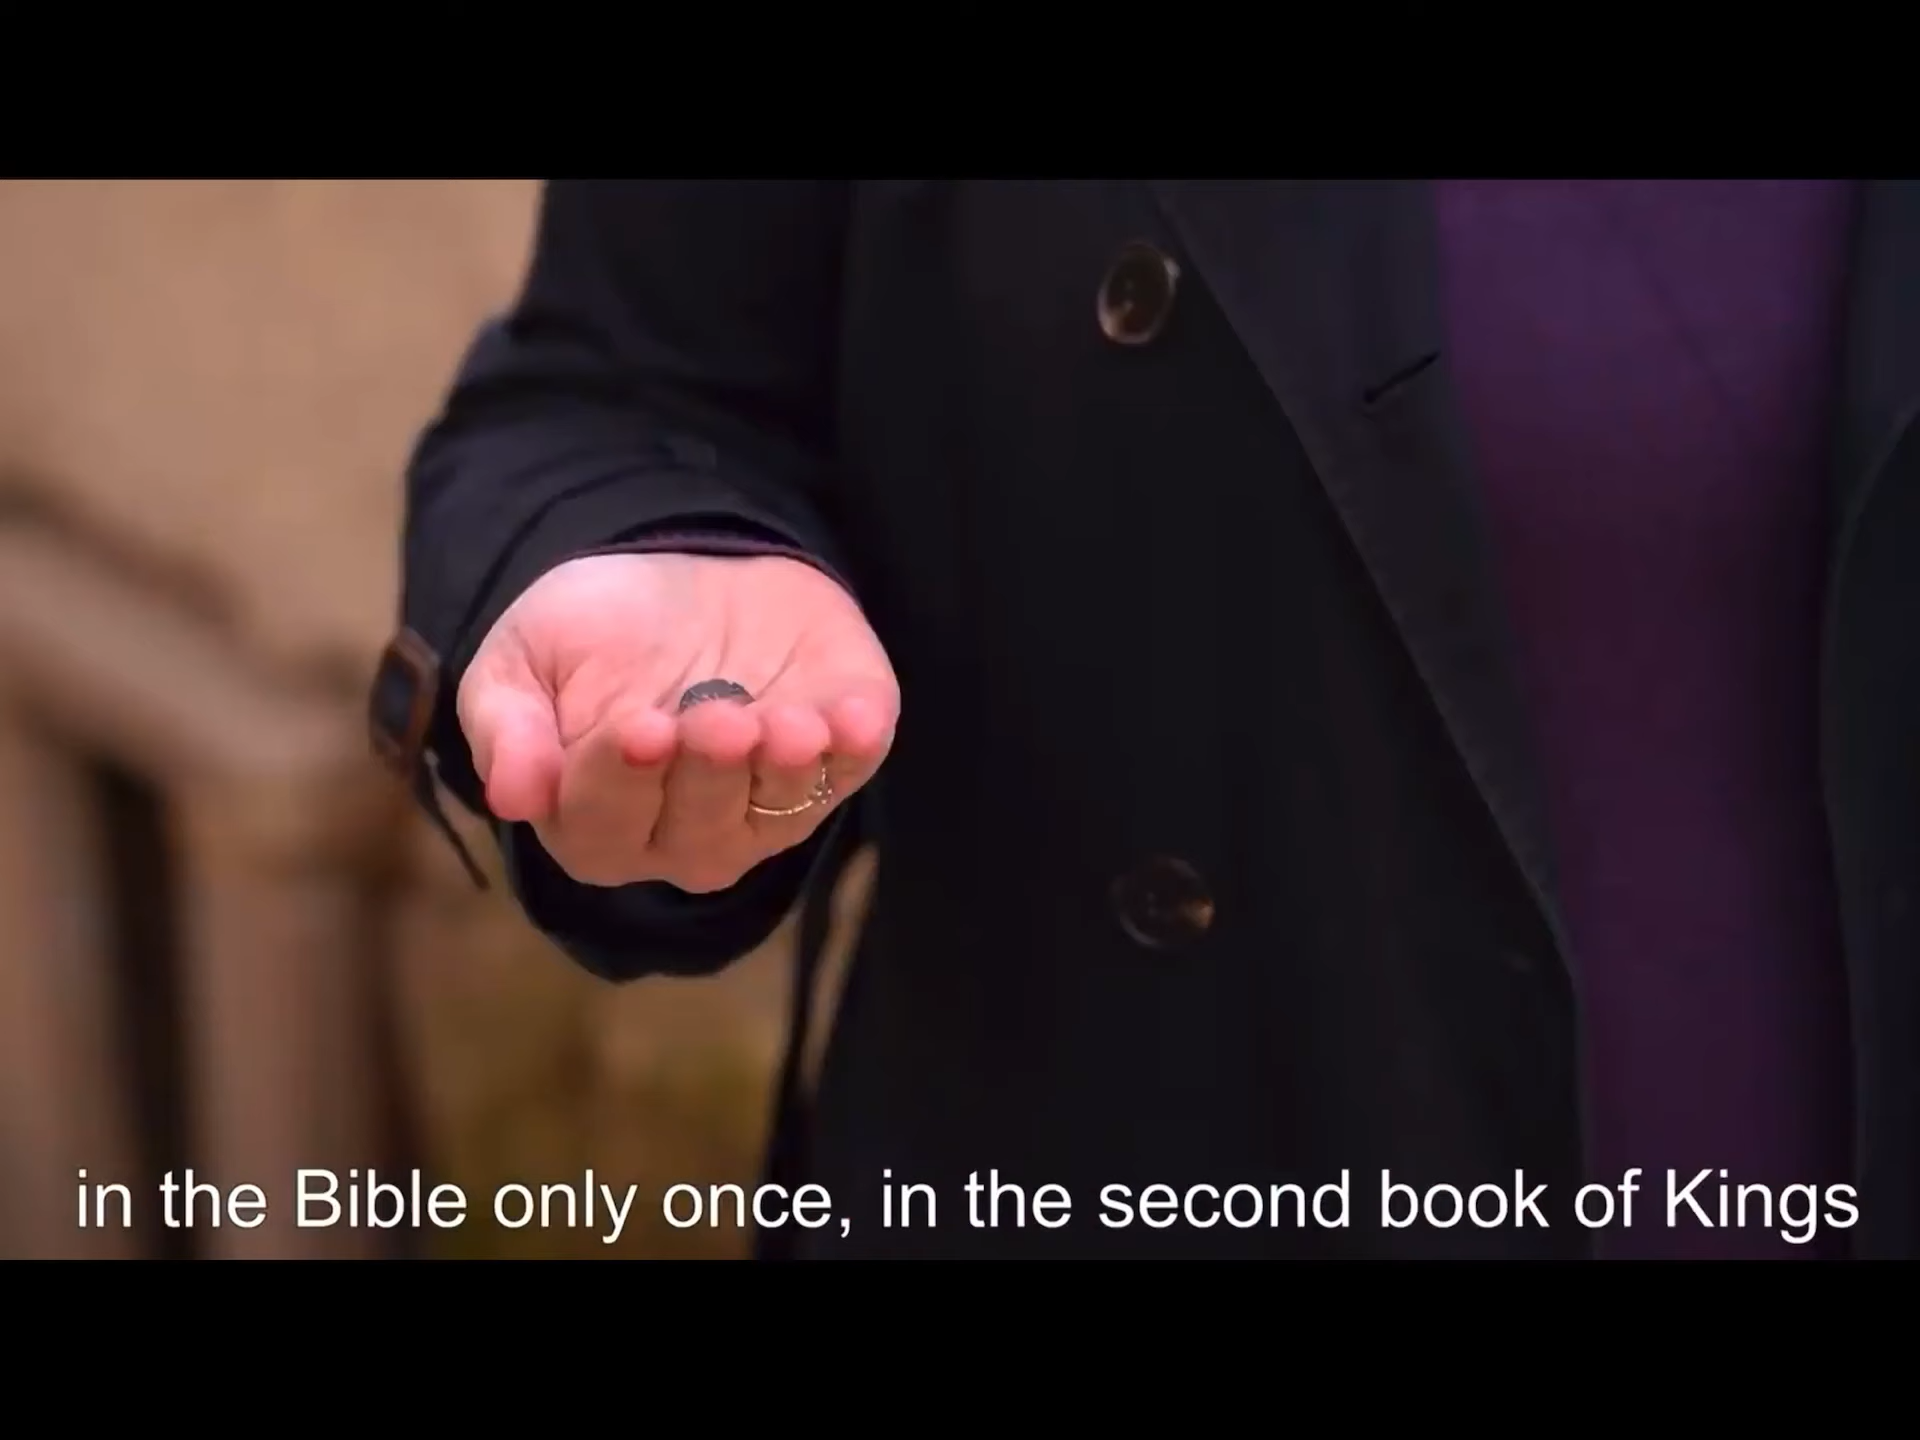 in the Bible only once, in the second book of Kings